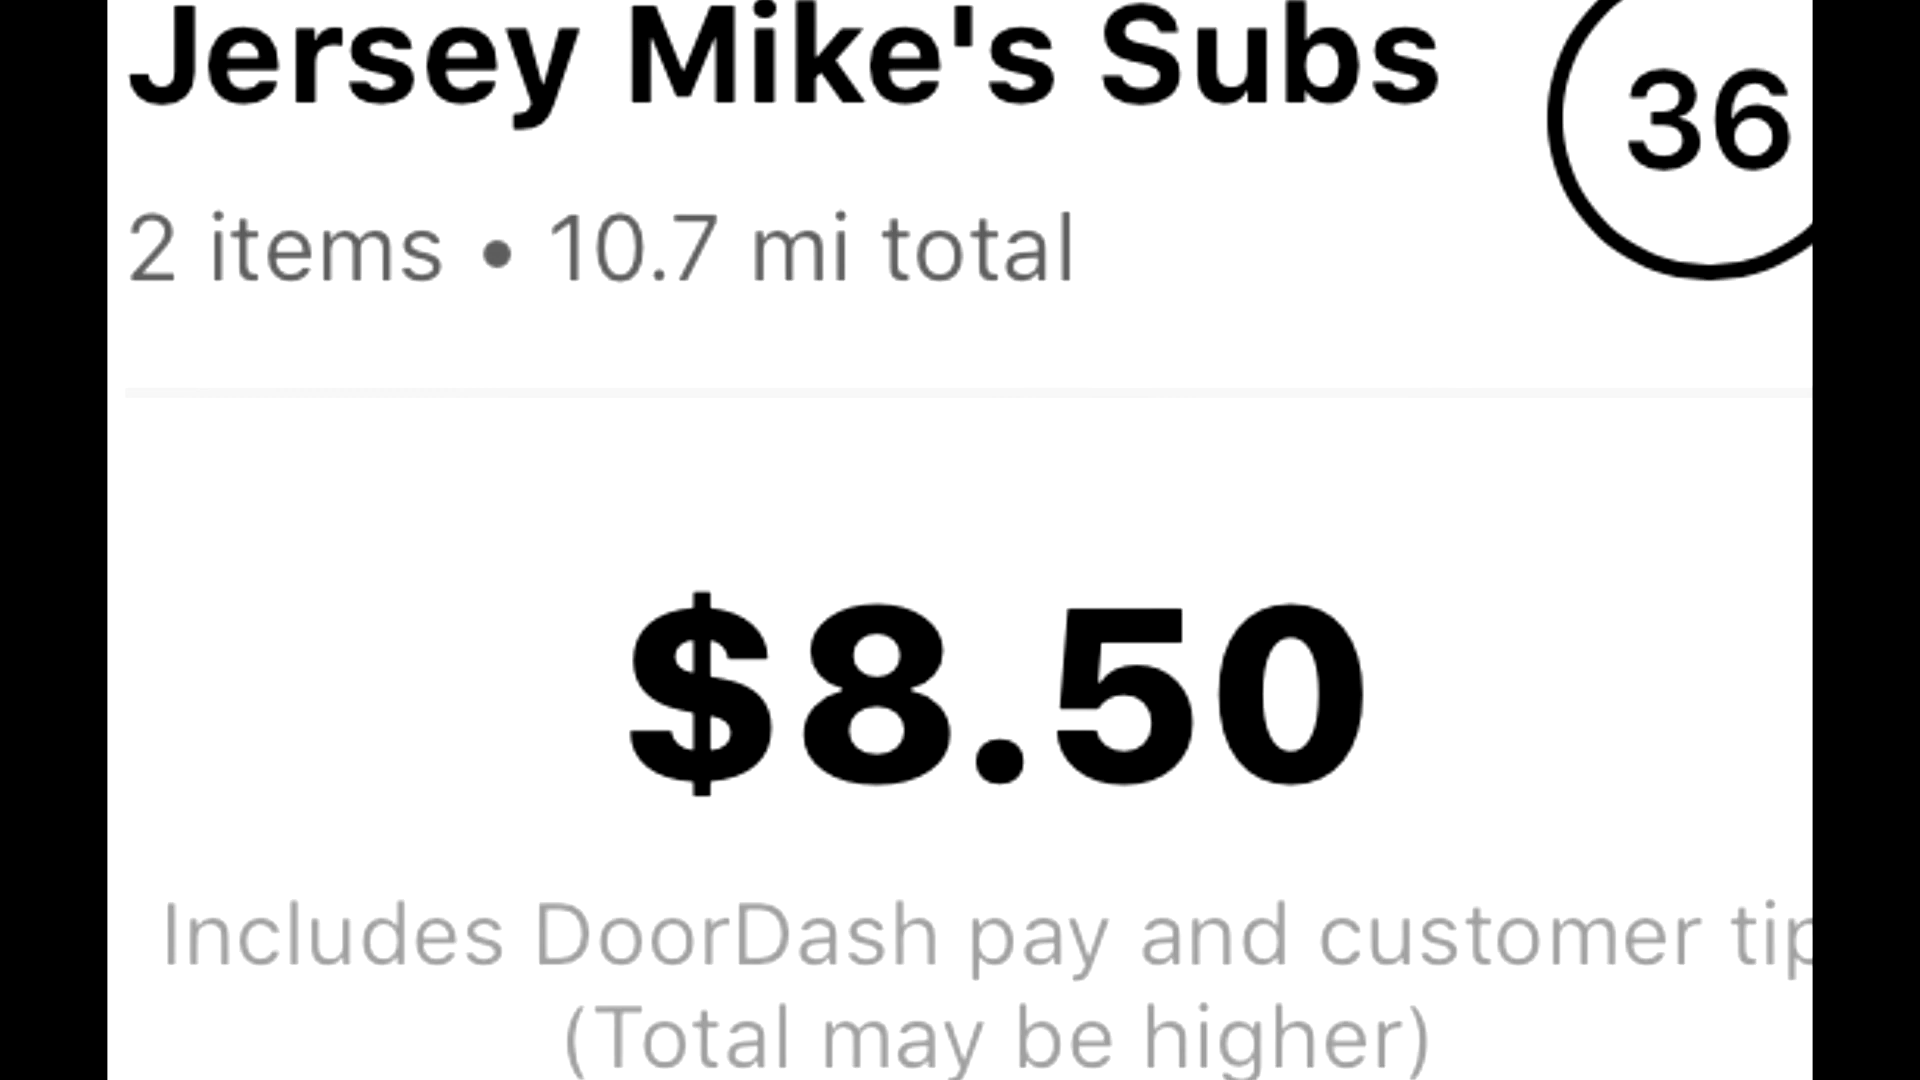 Jersey Mike's Subs
36
2 items • 10.7 mi total
$8.50
Includes DoorDash pay and customer tip
(Total may be higher)